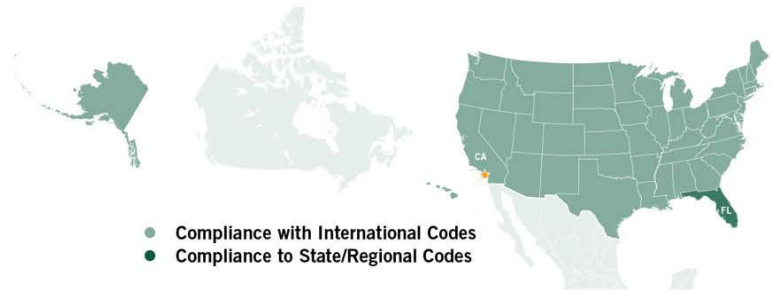 CA
FL
Compliance with International Codes
Compliance to State/Regional Codes